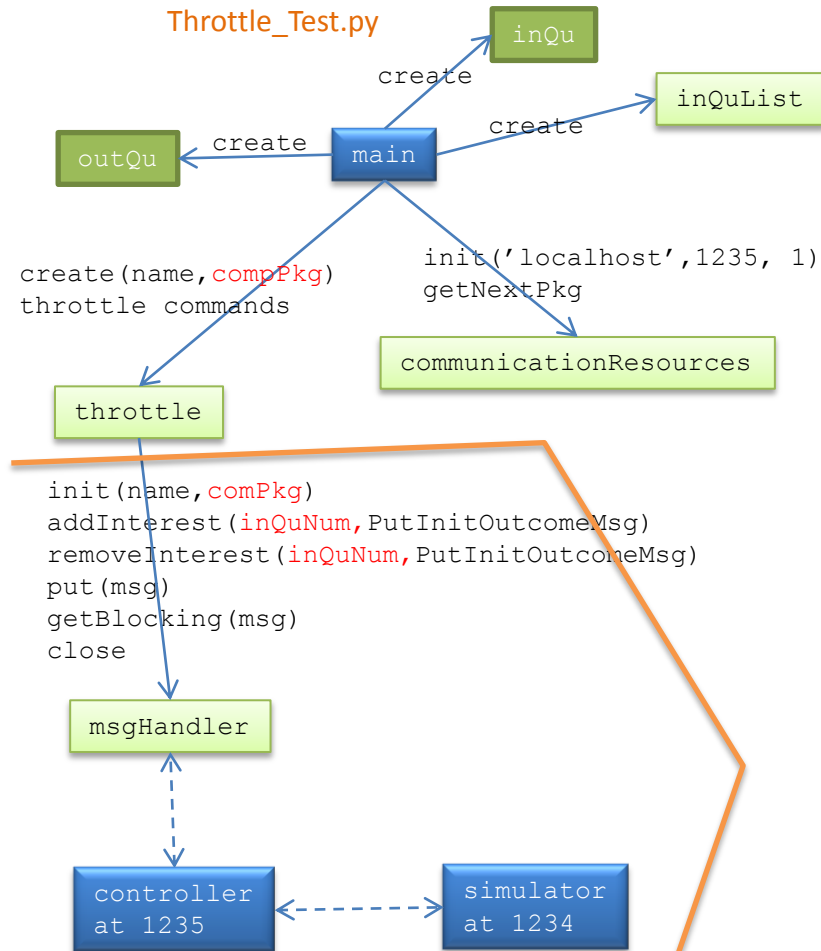 Throttle_Test.py
inQu
create
inQuList
create
outQu
create
main
create(name,compPkg)
throttle commands
init(’localhost’,1235, 1)
getNextPkg
communicationResources
throttle
init(name,comPkg)
addInterest(inQuNum,PutInitOutcomeMsg)
removeInterest(inQuNum,PutInitOutcomeMsg)
put(msg)
getBlocking(msg)
close
msgHandler
controller
at 1235
simulator
at 1234